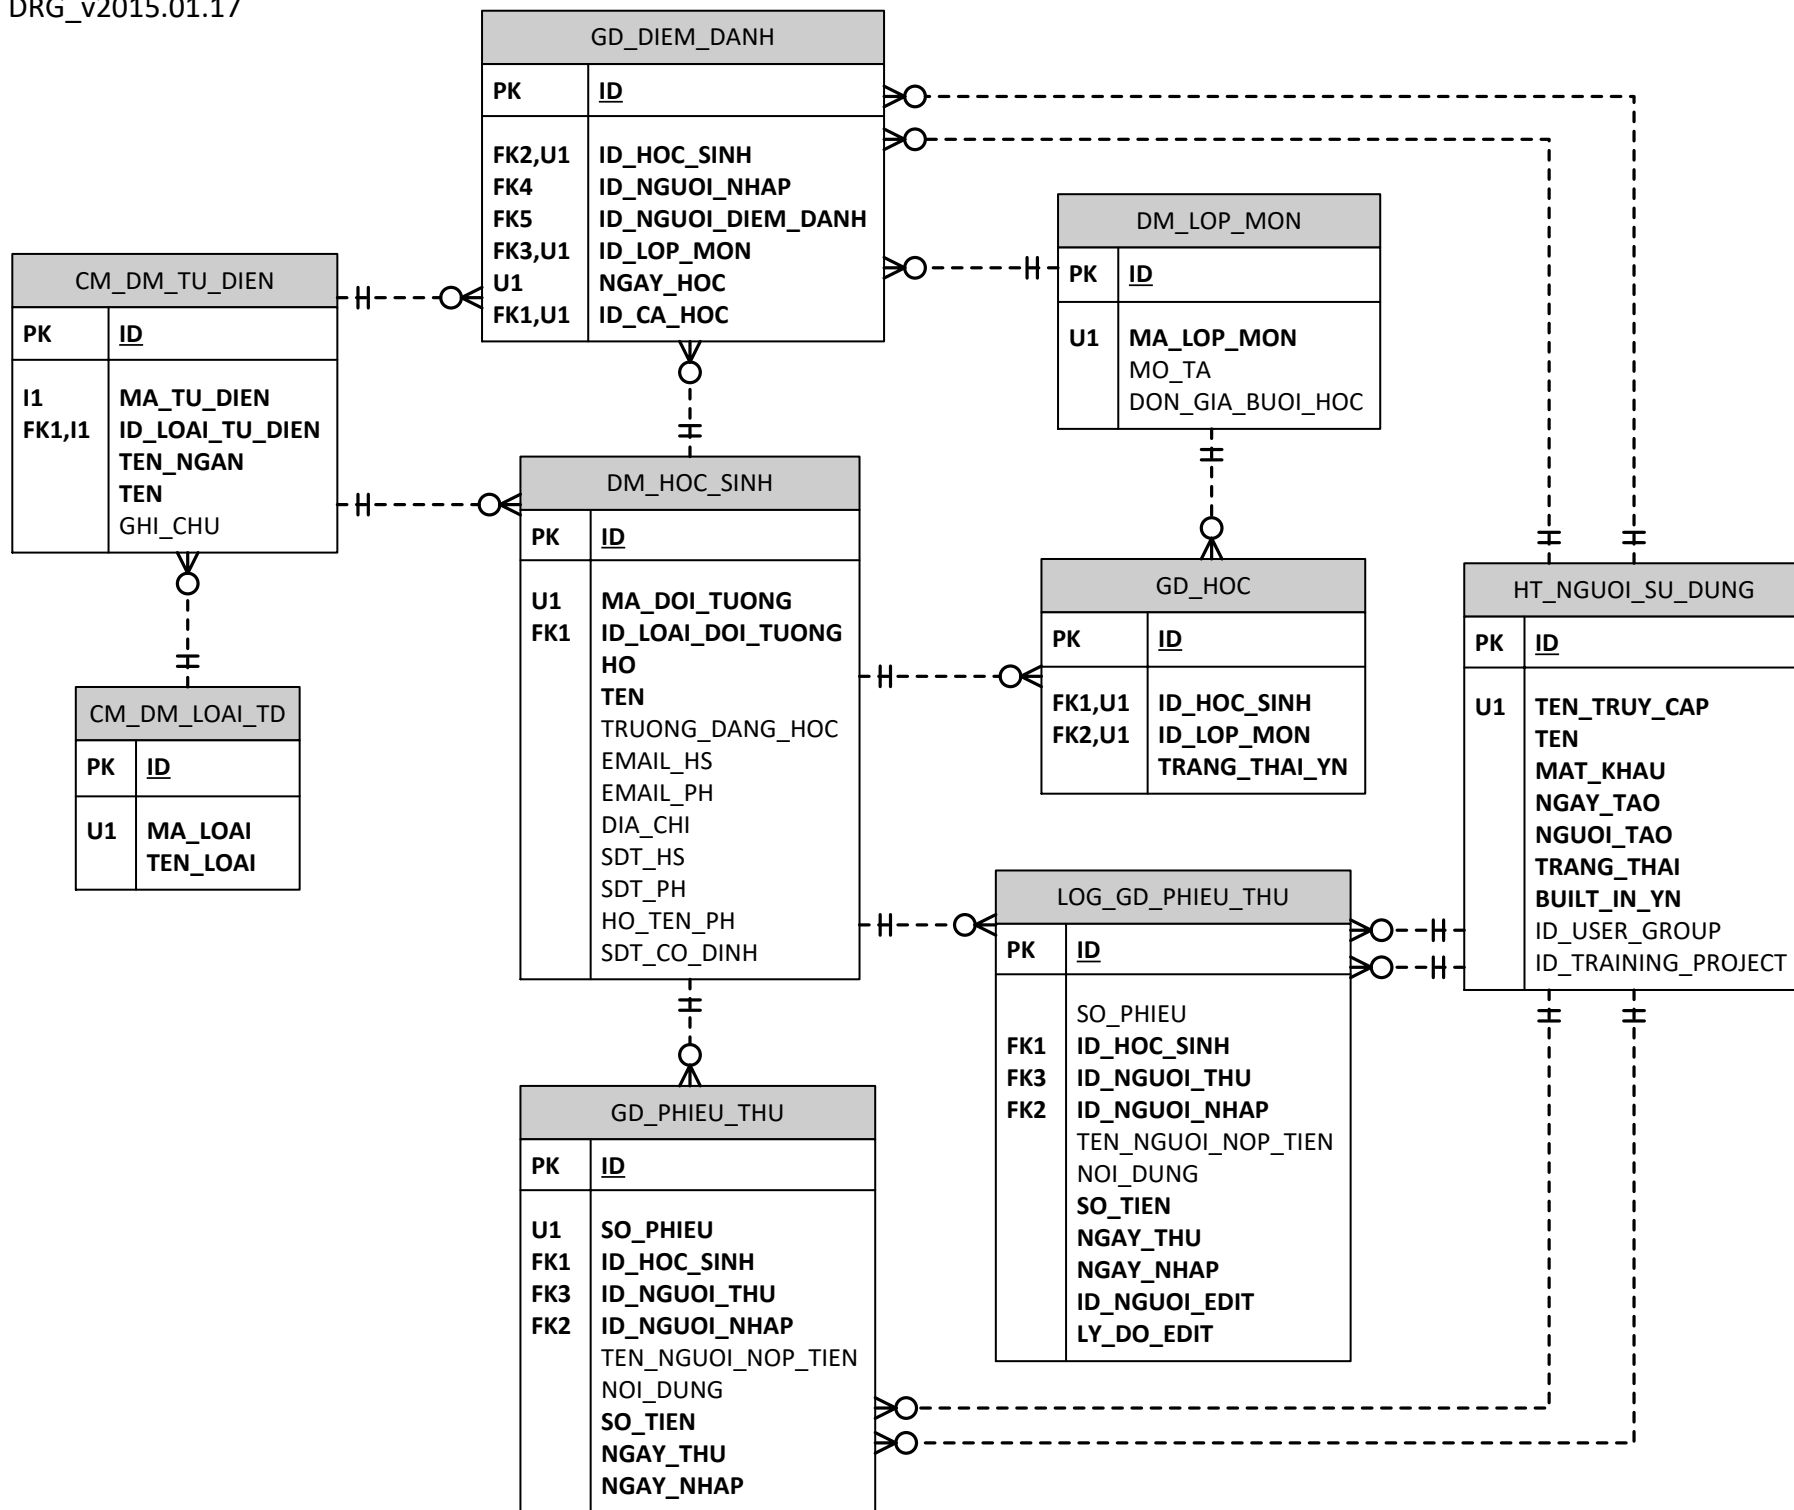 DRG_v2015.01.17
GD_DIEM_DANH
PK ID
FK2,U1 ID_HOC_SINH
FK4 ID_NGUOI_NHAP
FK5 ID_NGUOI_DIEM_DANH
FK3,U1 ID_LOP_MON
U1 NGAY_HOC
FK1,U1 ID_CA_HOC
DM_LOP_MON
PK ID
U1 MA_LOP_MON
MO_TA
DON_GIA_BUOI_HOC
CM_DM_TU_DIEN
PK ID
I1 MA_TU_DIEN
FK1,I1 ID_LOAI_TU_DIEN
TEN_NGAN
TEN
GHI_CHU
DM_HOC_SINH
PK ID
U1 MA_DOI_TUONG
FK1 ID_LOAI_DOI_TUONG
HO
TEN
TRUONG_DANG_HOC
EMAIL_HS
EMAIL_PH
DIA_CHI
SDT_HS
SDT_PH
HO_TEN_PH
SDT_CO_DINH
GD_HOC
PK ID
FK1,U1 ID_HOC_SINH
FK2,U1 ID_LOP_MON
TRANG_THAI_YN
HT_NGUOI_SU_DUNG
PK ID
U1 TEN_TRUY_CAP
TEN
MAT_KHAU
NGAY_TAO
NGUOI_TAO
TRANG_THAI
BUILT_IN_YN
ID_USER_GROUP
ID_TRAINING_PROJECT
CM_DM_LOAI_TD
PK ID
U1 MA_LOAI
TEN_LOAI
LOG_GD_PHIEU_THU
PK ID
SO_PHIEU
FK1 ID_HOC_SINH
FK3 ID_NGUOI_THU
FK2 ID_NGUOI_NHAP
TEN_NGUOI_NOP_TIEN
NOI_DUNG
SO_TIEN
NGAY_THU
NGAY_NHAP
ID_NGUOI_EDIT
LY_DO_EDIT
GD_PHIEU_THU
PK ID
U1 SO_PHIEU
FK1 ID_HOC_SINH
FK3 ID_NGUOI_THU
FK2 ID_NGUOI_NHAP
TEN_NGUOI_NOP_TIEN
NOI_DUNG
SO_TIEN
NGAY_THU
NGAY_NHAP